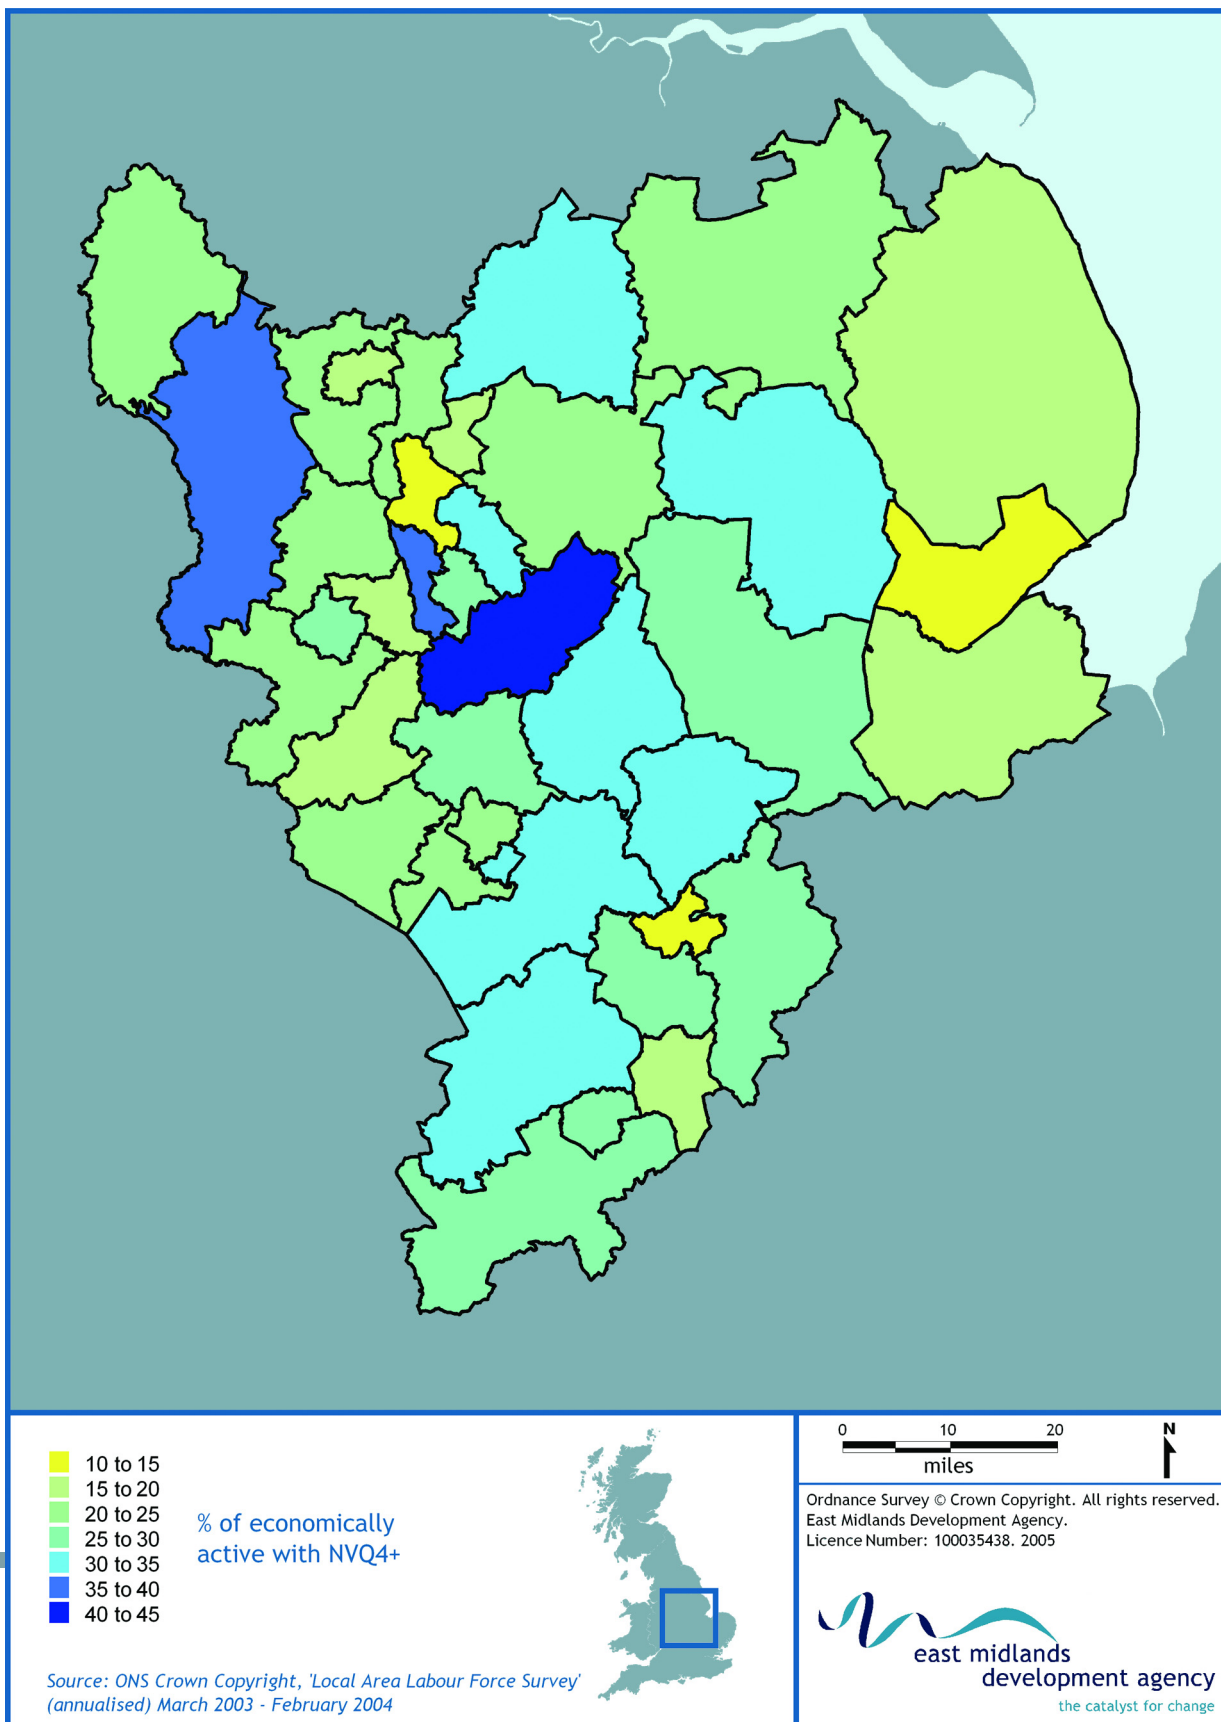 10 to 15
15 to 20
20 to 25
25 to 30
30 to 35
35 to 40
40 to 45
% of economically
active with NVQ4+
Source: ONS Crown Copyright, 'Local Area Labour Force Survey'
(annualised) March 2003 - February 2004
0 10 20
miles
N
Ordnance Survey © Crown Copyright. All rights reserved.
East Midlands Development Agency.
Licence Number: 100035438. 2005
east midlands
development agency
the catalyst for change